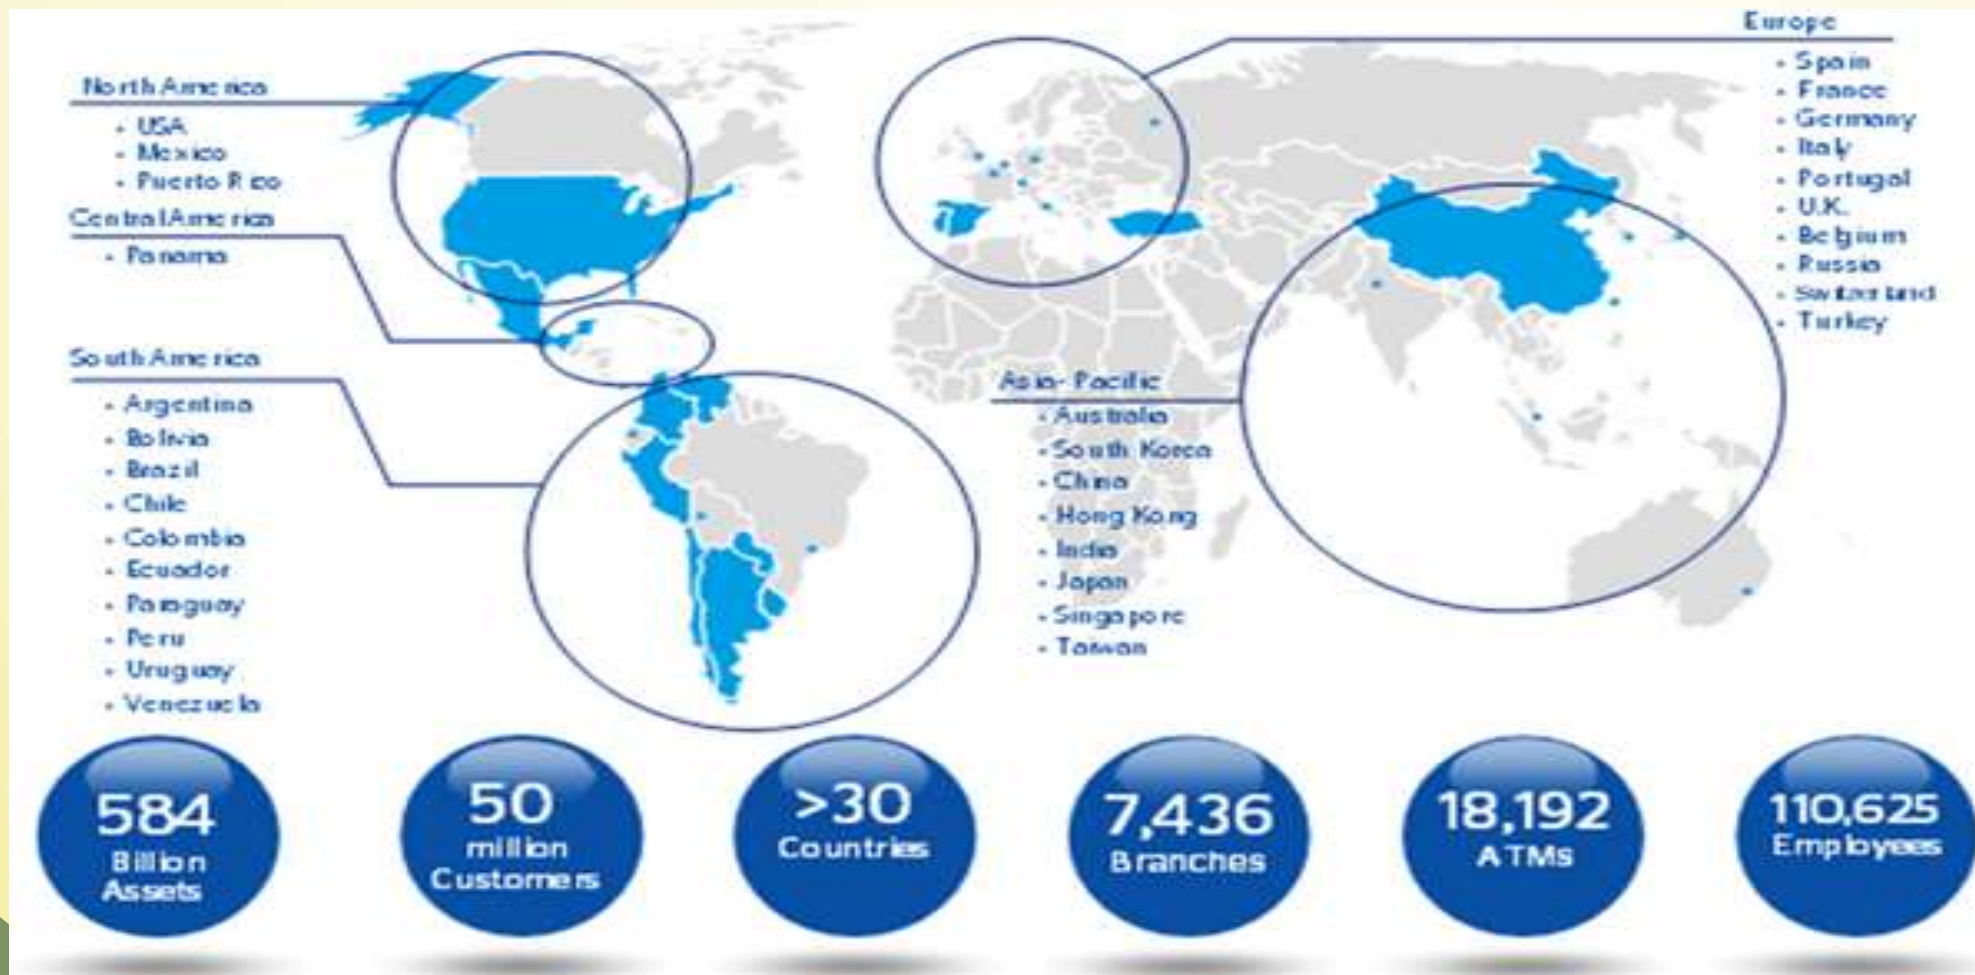 North America
- USA
- Mexico
- Puerto Rico
Central America
- Panama
South America
- Argentina
- Bolivia
- Brazil
- Chile
- Colombia
- Ecuador
- Paraguay
- Peru
- Uruguay
- Venezuela
Europe
- Spain
- France
- Germany
- Italy
- Portugal
- U.K.
- Belgium
- Russia
- Switzerland
- Turkey
Asia- Pacific
- Australia
- South Korea
- China
- Hong Kong
- India
- Japan
- Singapore
- Taiwan
584
Billion
Assets
50
million
Customers
>30
Countries
7,436
Branches
18,192
ATMs
110,625
Employees